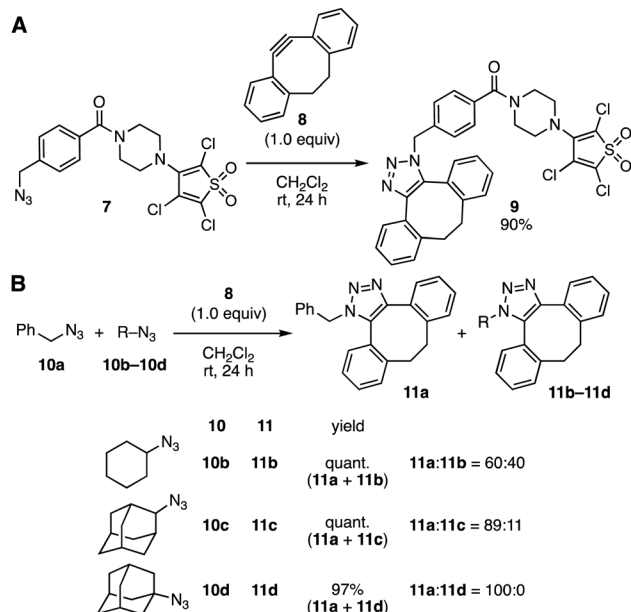 A
8
(1.0 equiv)
CH2Cl2
rt, 24 h
N3
O
N
N
Cl
S
O
O
Cl
Cl
7
N
N
N
O
N
N
Cl
S
O
O
Cl
Cl
9
90%
B
Ph N3 + R–N3
10a 10b–10d
8
(1.0 equiv)
CH2Cl2
rt, 24 h
Ph N N N
11a
+
R N N N
11b–11d
10 11 yield
N3 10b 11b quant. 11a:11b = 60:40
(11a + 11b)
N3 10c 11c quant. 11a:11c = 89:11
(11a + 11c)
N3 10d 11d 97% 11a:11d = 100:0
(11a + 11d)